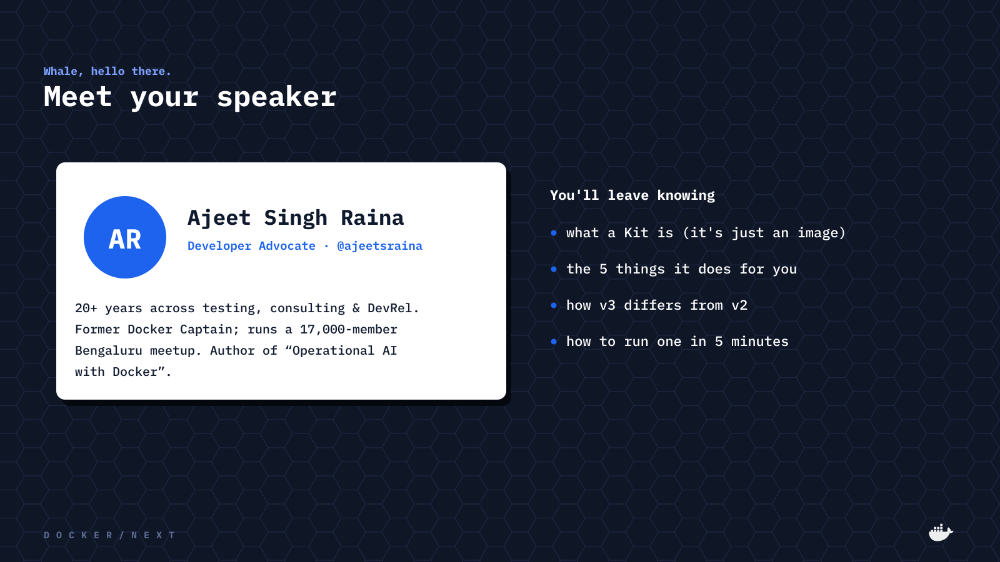 Whale, hello there.
Meet your speaker
AR
Ajeet Singh Raina
Developer Advocate · @ajeetsraina
20+ years across testing, consulting & DevRel.
Former Docker Captain; runs a 17,000-member
Bengaluru meetup. Author of “Operational AI
with Docker”.
You'll leave knowing
• what a Kit is (it's just an image)
• the 5 things it does for you
• how v3 differs from v2
• how to run one in 5 minutes
DOCKER/NEXT